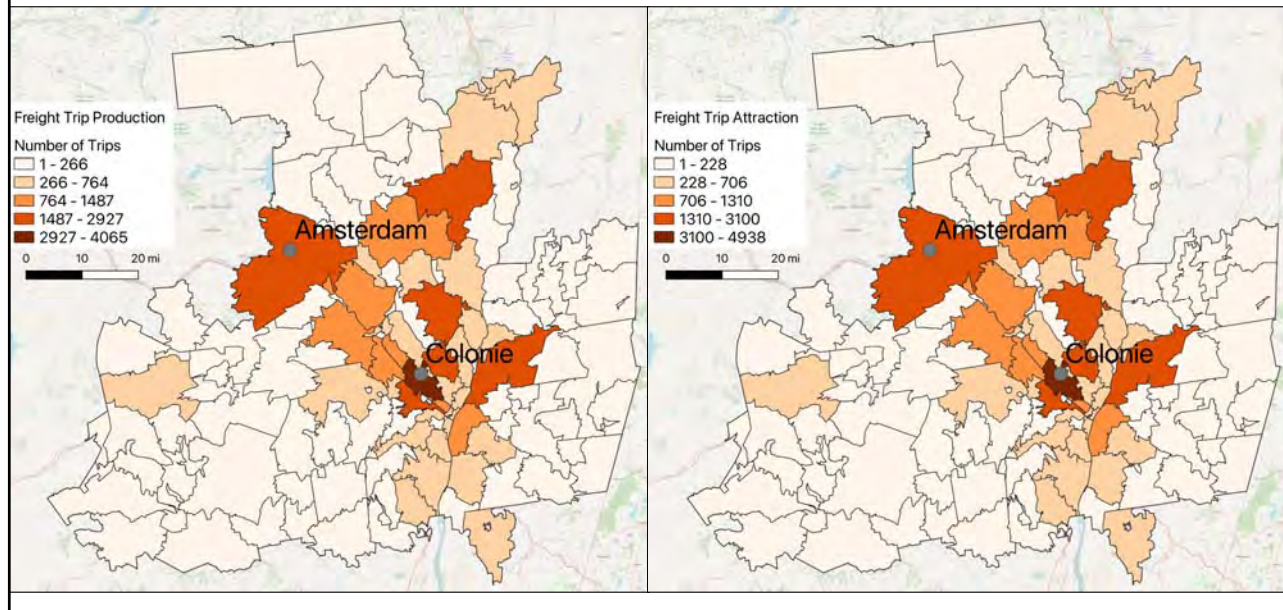 Freight Trip Production
Number of Trips
1 - 266
266 - 764
764 - 1487
1487 - 2927
2927 - 4065
0 10 20 mi
Amsterdam
Colonie
Freight Trip Attraction
Number of Trips
1 - 228
228 - 706
706 - 1310
1310 - 3100
3100 - 4938
0 10 20 mi
Amsterdam
Colonie